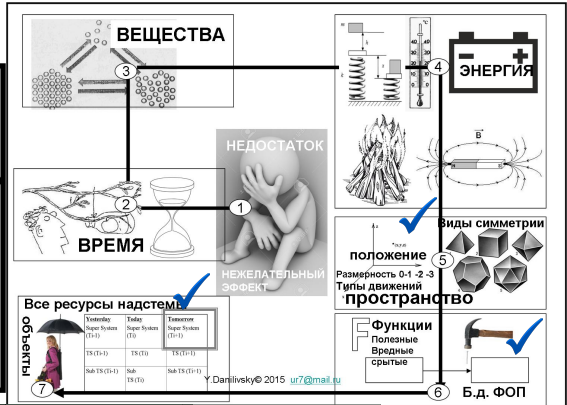 ВЕЩЕСТВА
3
4
ЭНЕРГИЯ
°C
B
НЕДОСТАТОК
1
2
ВРЕМЯ
НЕЖЕЛАТЕЛЬНЫЙ
ЭФФЕКТ
Виды симметрии
положение
5
Размерность 0-1 -2 -3
Типы движений
пространство
Все ресурсы надстемы
объекты
Yesterday Today Tomorrow
Super System (Ti-1) Super System (Ti) Super System (Ti+1)
TS (Ti-1) TS (Ti) TS (Ti+1)
Sub TS (Ti-1) Sub TS (Ti) Sub TS (Ti+1)
7
Y.Danilivsky© 2015 ur7@mail.ru
F Функции
Полезные
Вредные
срытые
6
Б.д. ФОП